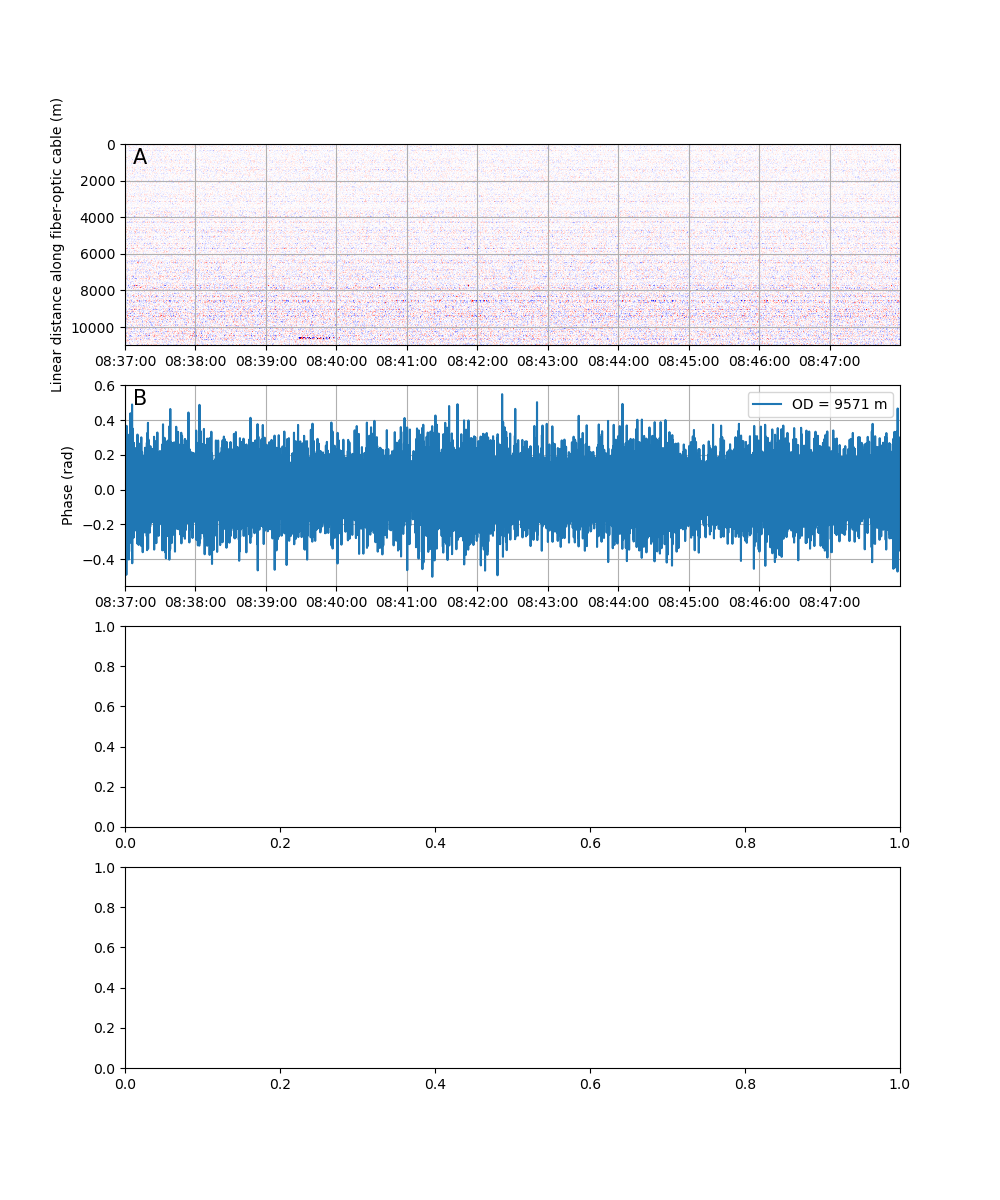 Linear distance along fiber-optic cable (m)
A
0
2000
4000
6000
8000
10000
08:37:00 08:38:00 08:39:00 08:40:00 08:41:00 08:42:00 08:43:00 08:44:00 08:45:00 08:46:00 08:47:00
Phase (rad)
B
OD = 9571 m
0.6
0.4
0.2
0.0
−0.2
−0.4
08:37:00 08:38:00 08:39:00 08:40:00 08:41:00 08:42:00 08:43:00 08:44:00 08:45:00 08:46:00 08:47:00
1.0
0.8
0.6
0.4
0.2
0.0
0.0 0.2 0.4 0.6 0.8 1.0
1.0
0.8
0.6
0.4
0.2
0.0
0.0 0.2 0.4 0.6 0.8 1.0